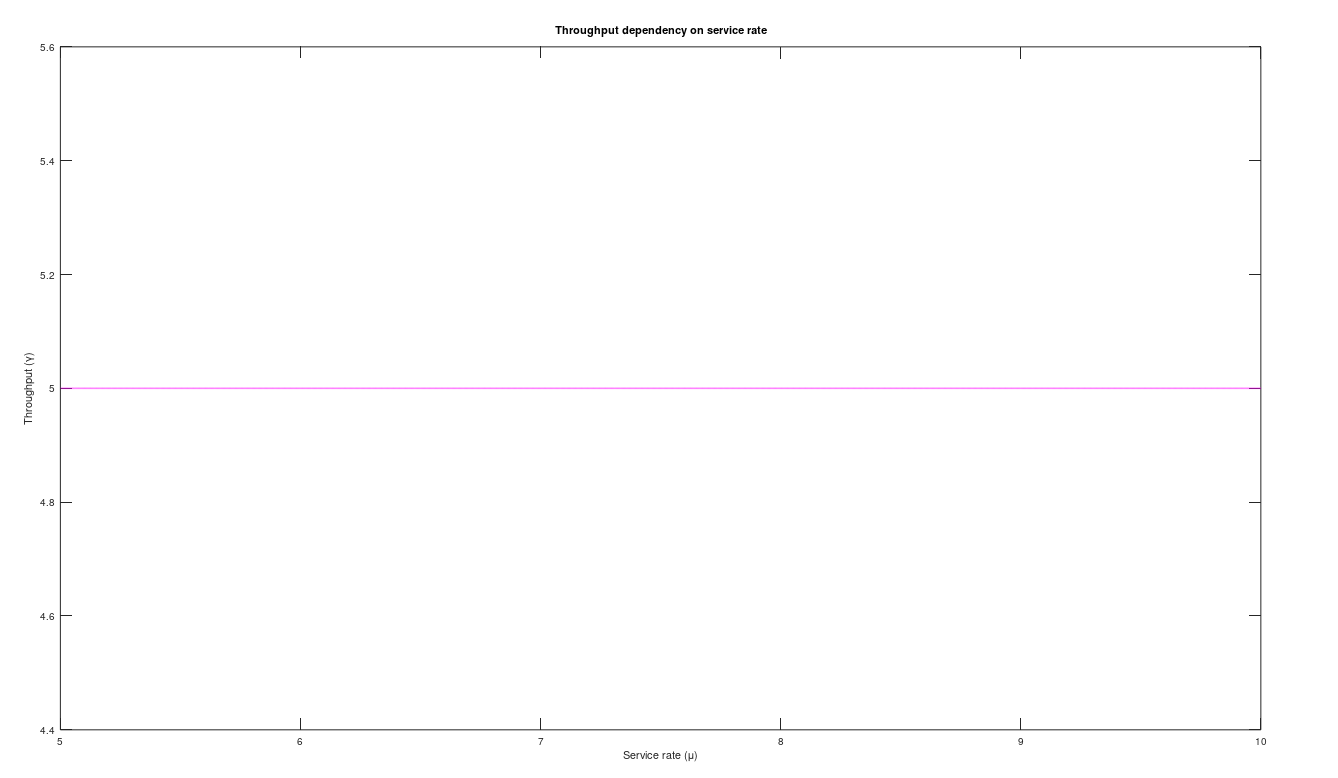 Throughput dependency on service rate
5.6
5.4
5.2
5
4.8
4.6
4.4
Throughput (γ)
5 6 7 8 9 10
Service rate (μ)